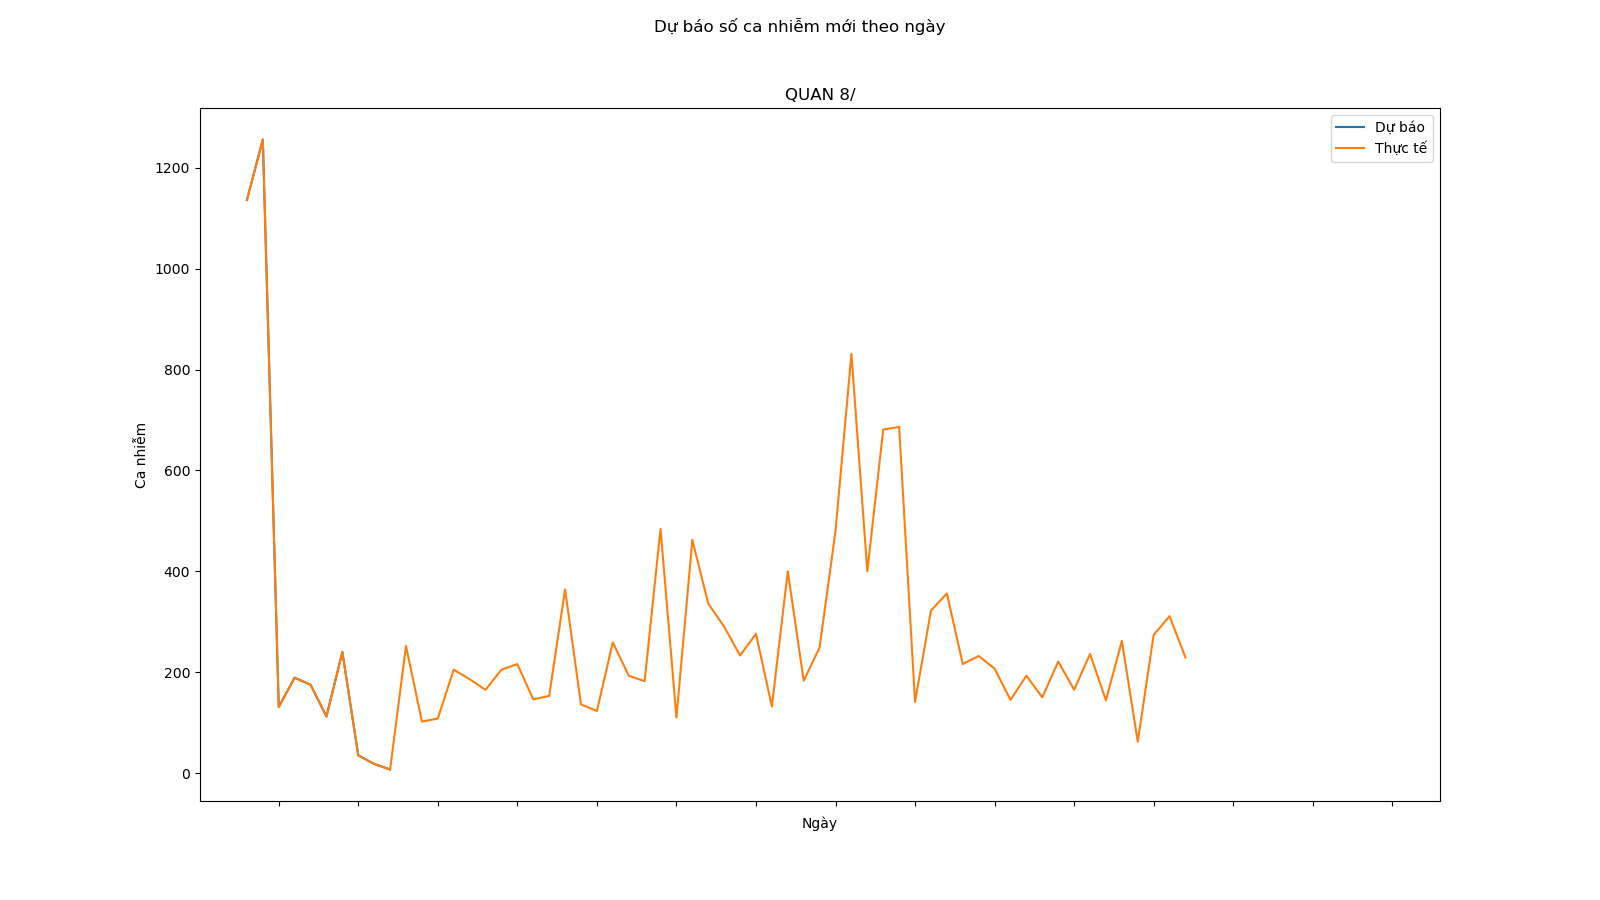 Dự báo số ca nhiễm mới theo ngày
QUAN 8/
Dự báo
Thực tế
1200
1000
800
600
400
200
0
Ca nhiễm
Ngày